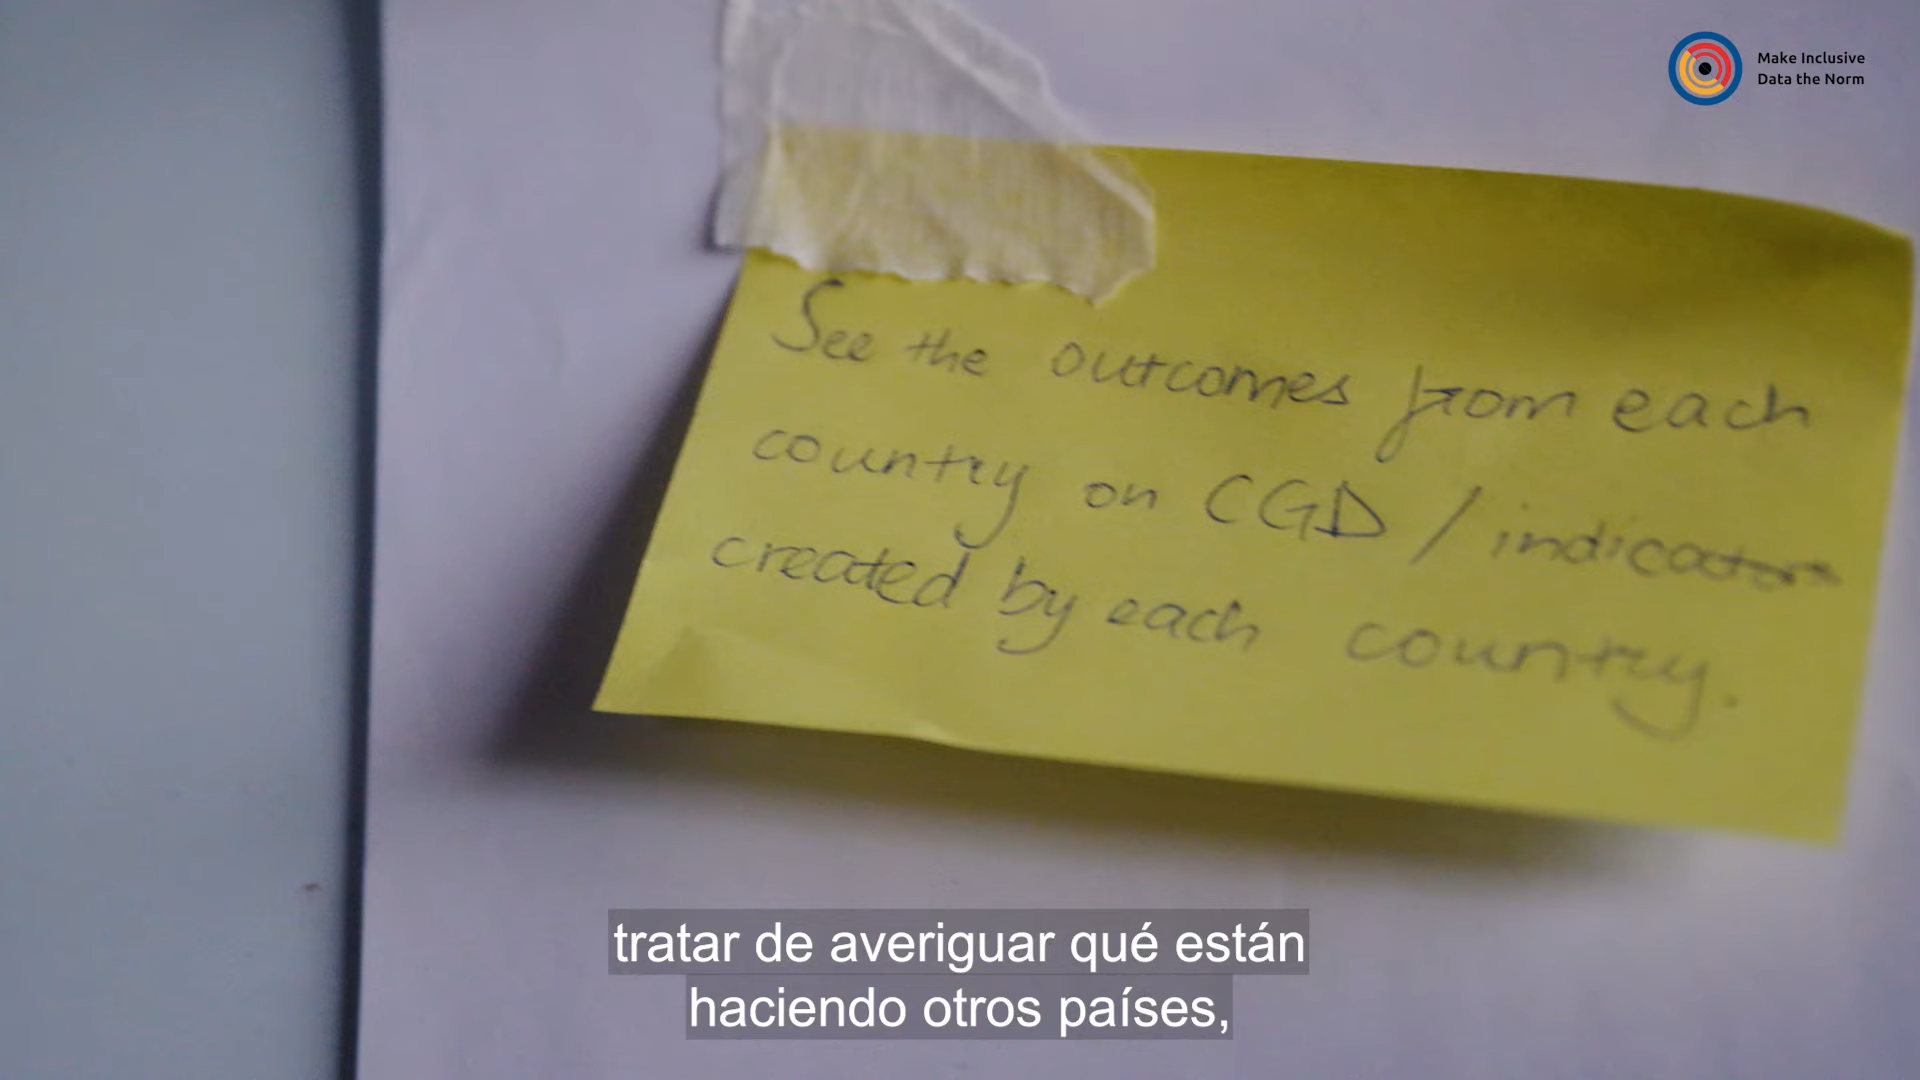 Make Inclusive
Data the Norm
See the outcomes from each
country on CGD / indicators
created by each country.
tratar de averiguar qué están
haciendo otros países,